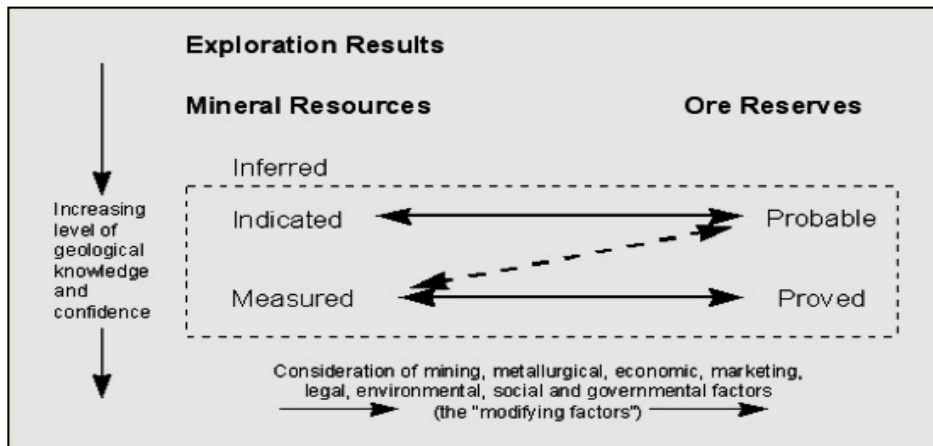 Exploration Results
Mineral Resources Ore Reserves
Inferred
Indicated Probable
Measured Proved
Increasing
level of
geological
knowledge
and
confidence
Consideration of mining, metallurgical, economic, marketing,
legal, environmental, social and governmental factors
(the "modifying factors")